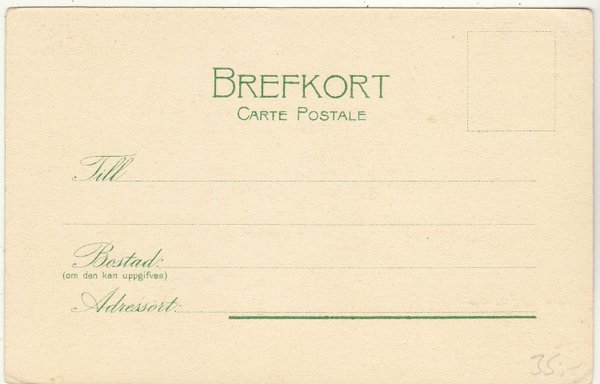 BREFKORT
CARTE POSTALE
Till
Bostad:
(om den kan uppgifvas)
Adressort:
35:-